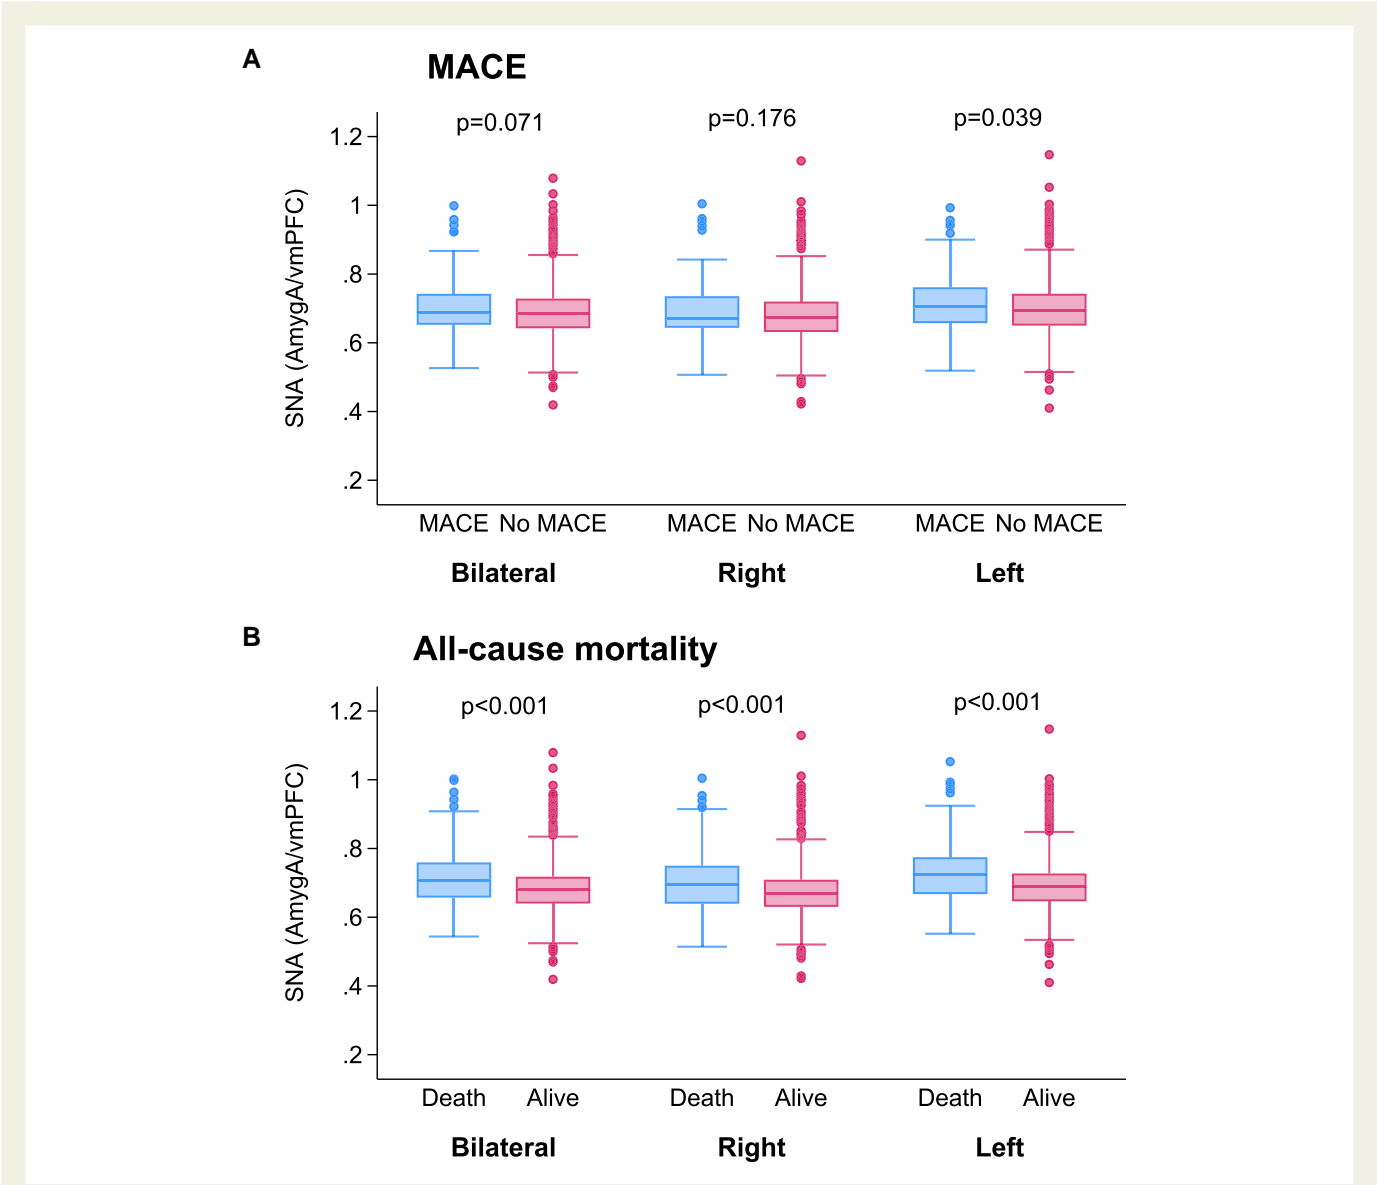 A
MACE
p=0.071 p=0.176 p=0.039
1.2
1
.8
.6
.4
.2
SNA (AmygA/vmPFC)
MACE No MACE MACE No MACE MACE No MACE
Bilateral Right Left
B
All-cause mortality
p<0.001 p<0.001 p<0.001
1.2
1
.8
.6
.4
.2
SNA (AmygA/vmPFC)
Death Alive Death Alive Death Alive
Bilateral Right Left